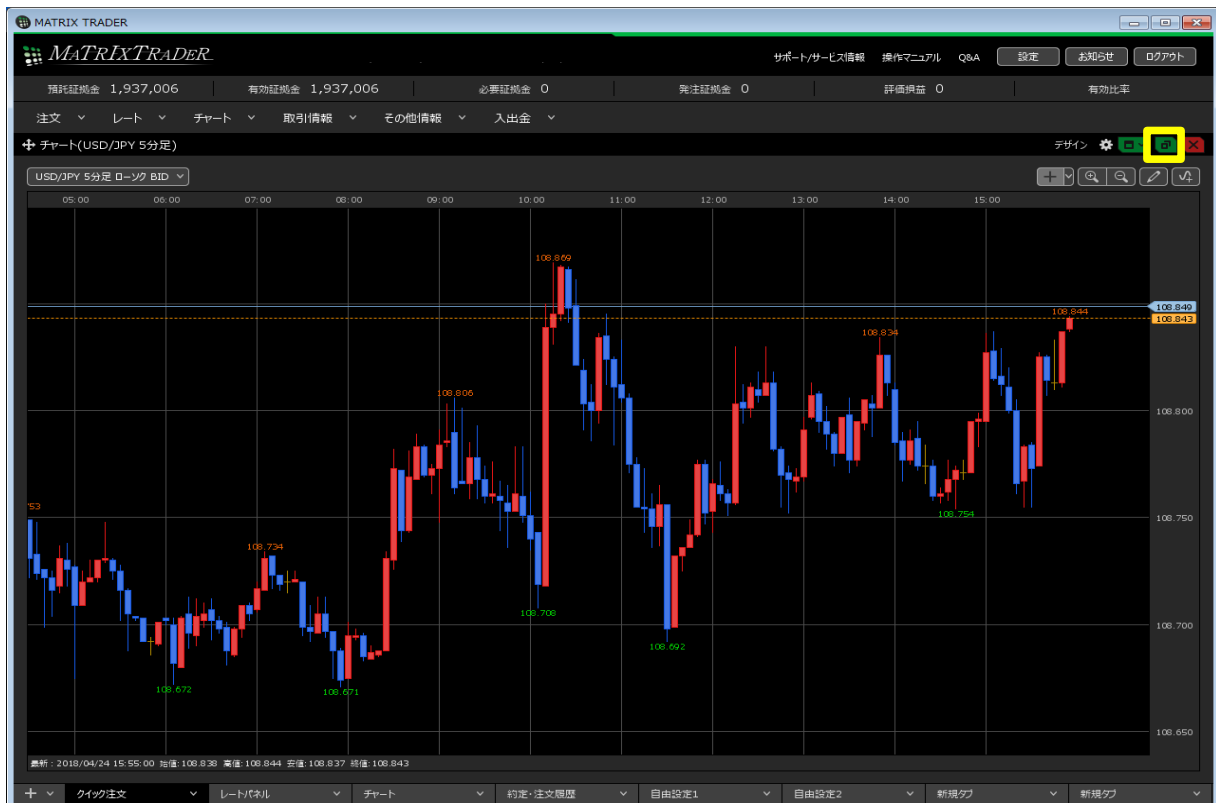 MATRIX TRADER
MATRIXTRADER
サポート/サービス情報 操作マニュアル Q&A 設定 お知らせ ログアウト
預託証拠金 1,937,006 有効証拠金 1,937,006 必要証拠金 0 発注証拠金 0 評価損益 0 有効比率
注文 レート チャート 取引情報 その他情報 入出金
チャート(USD/JPY 5分足) デザイン
USD/JPY 5分足 ローソク BID
05:00 06:00 07:00 08:00 09:00 10:00 11:00 12:00 13:00 14:00 15:00
108.869
108.849
108.844
108.843
108.834
108.806
108.800
753
108.754
108.750
108.734
108.708
108.700
108.692
108.672
108.671
108.650
最新 : 2018/04/24 15:55:00 始値:108.838 高値:108.844 安値:108.837 終値:108.843
クイック注文 レートパネル チャート 約定・注文履歴 自由設定1 自由設定2 新規タブ 新規タブ